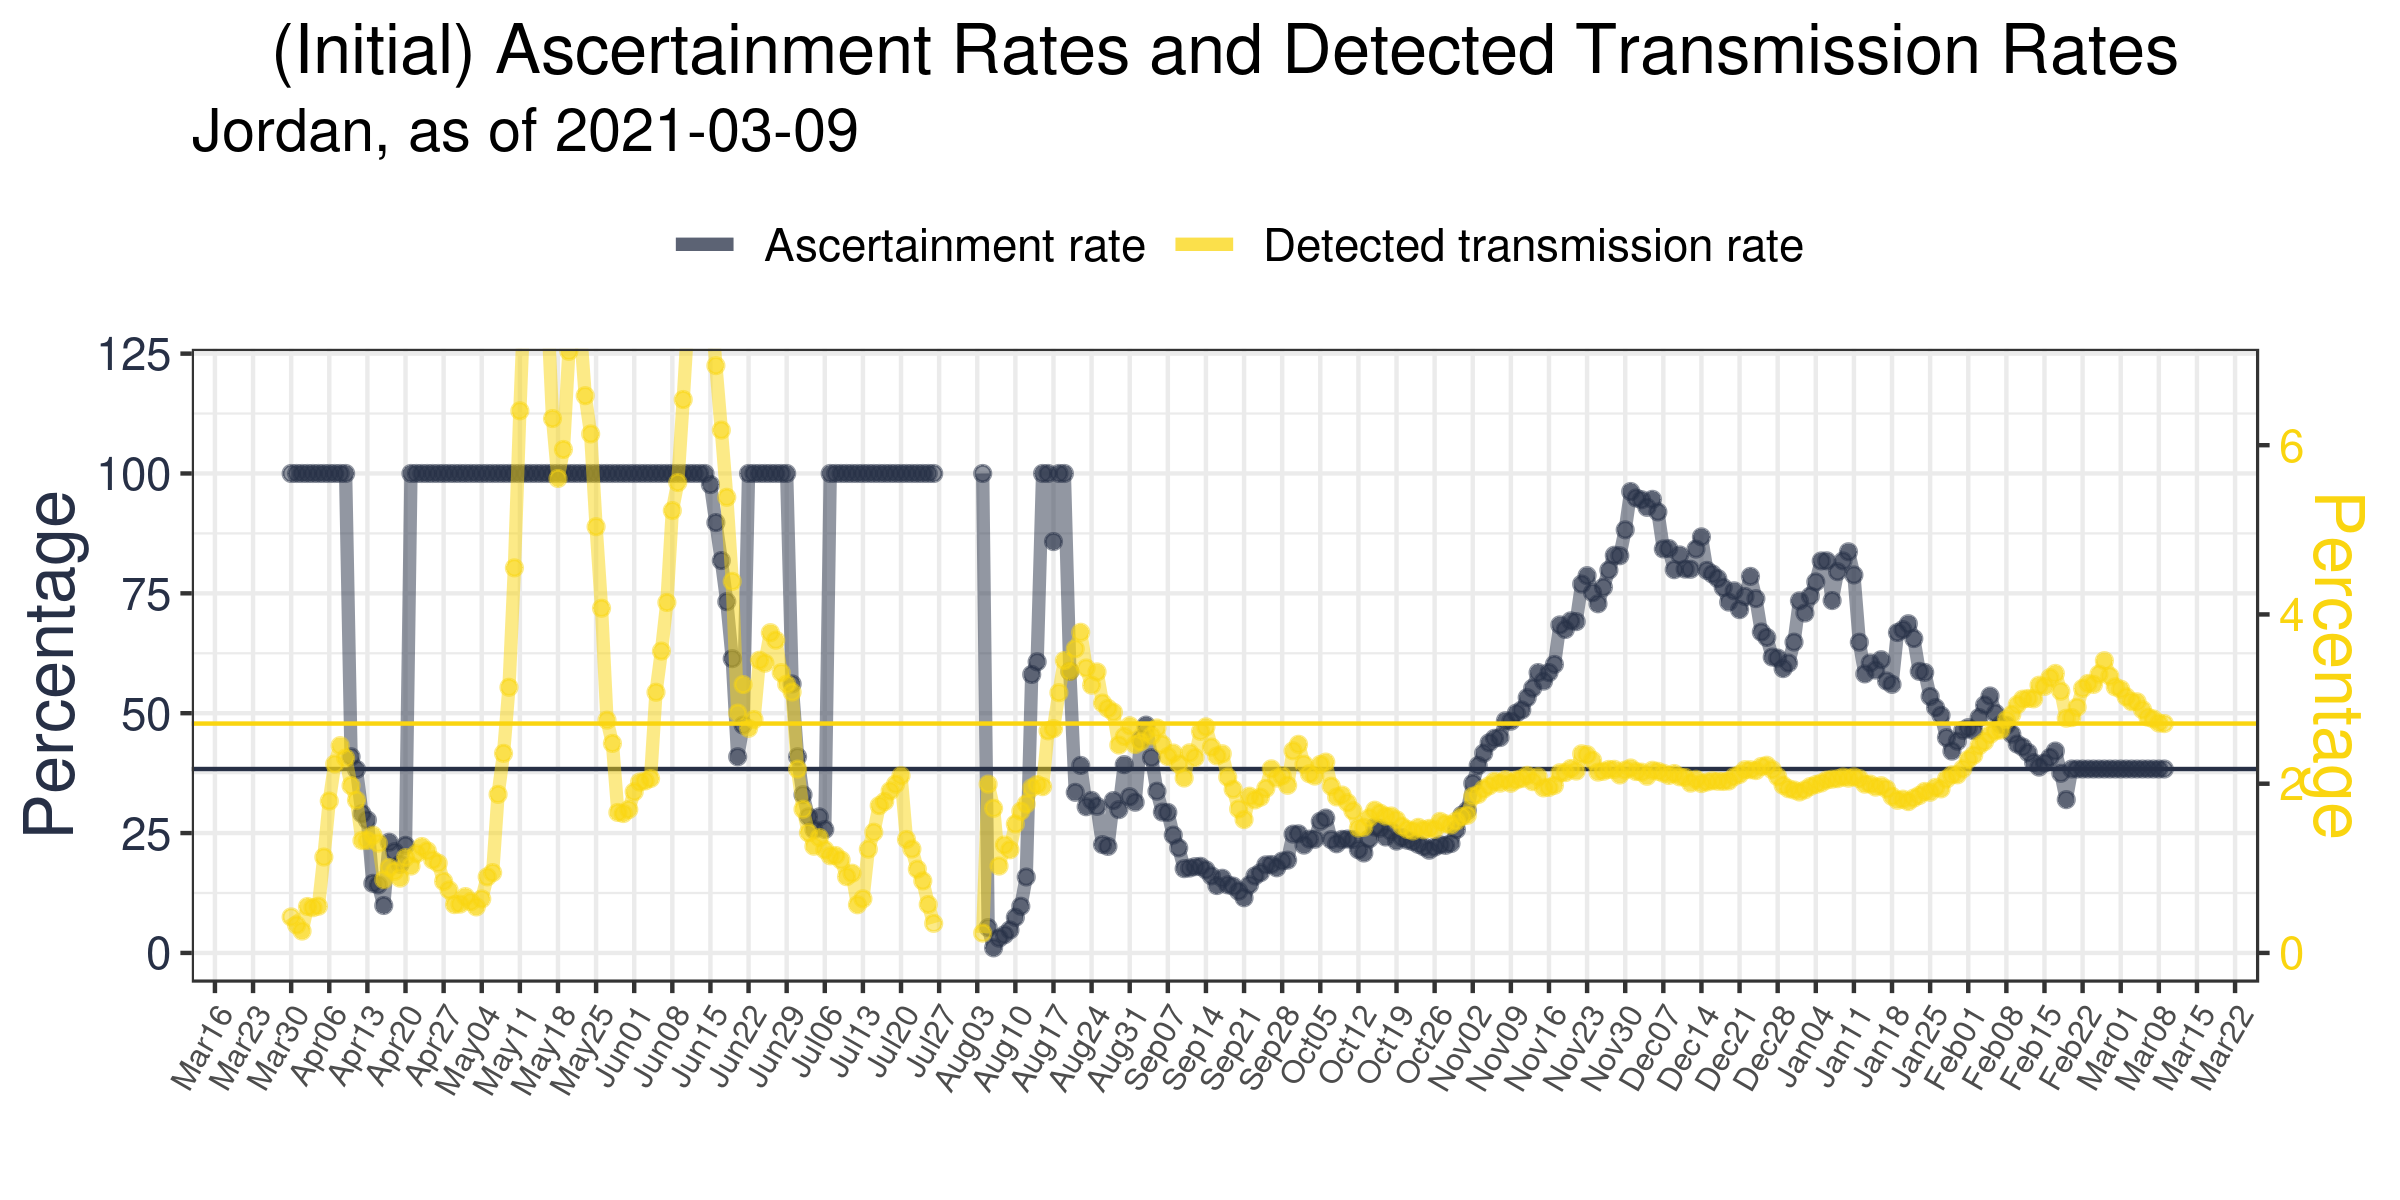 (Initial) Ascertainment Rates and Detected Transmission Rates
Jordan, as of 2021-03-09
Ascertainment rate
Detected transmission rate
Percentage
125
100
75
50
25
0
6
4
2
0
Percentage
Mar16
Mar23
Mar30
Apr06
Apr13
Apr20
Apr27
May04
May11
May18
May25
Jun01
Jun08
Jun15
Jun22
Jun29
Jul06
Jul13
Jul20
Jul27
Aug03
Aug10
Aug17
Aug24
Aug31
Sep07
Sep14
Sep21
Sep28
Oct05
Oct12
Oct19
Oct26
Nov02
Nov09
Nov16
Nov23
Nov30
Dec07
Dec14
Dec21
Dec28
Jan04
Jan11
Jan18
Jan25
Feb01
Feb08
Feb15
Feb22
Mar01
Mar08
Mar15
Mar22